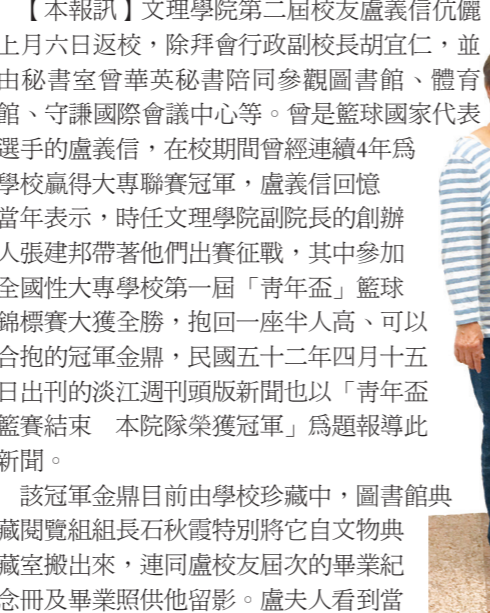 【本報訊】文理學院第二屆校友盧義信伉儷
上月六日返校，除拜會行政副校長胡宜仁，並
由秘書室曾華英秘書陪同參觀圖書館、體育
館、守謙國際會議中心等。曾是籃球國家代表
選手的盧義信，在校期間曾經連續4年為
學校贏得大專聯賽冠軍，盧義信回憶
當年表示，時任文理學院副院長的創辦
人張建邦帶著他們出賽征戰，其中參加
全國性大專學校第一屆「青年盃」籃球
錦標賽大獲全勝，抱回一座半人高、可以
合抱的冠軍金鼎，民國五十二年四月十五
日出刊的淡江週刊頭版新聞也以「青年盃
籃賽結束　本院隊榮獲冠軍」為題報導此
新聞。
該冠軍金鼎目前由學校珍藏中，圖書館典
藏閱覽組組長石秋霞特別將它自文物典
藏室搬出來，連同盧校友屆次的畢業紀
念冊及畢業照供他留影。盧夫人看到當